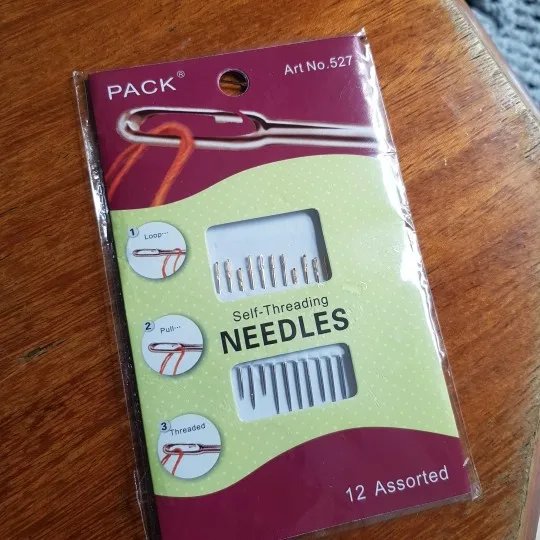 PACK®
Art No.527
1
Loop...
2
Pull...
3
Threaded
Self-Threading
NEEDLES
12 Assorted